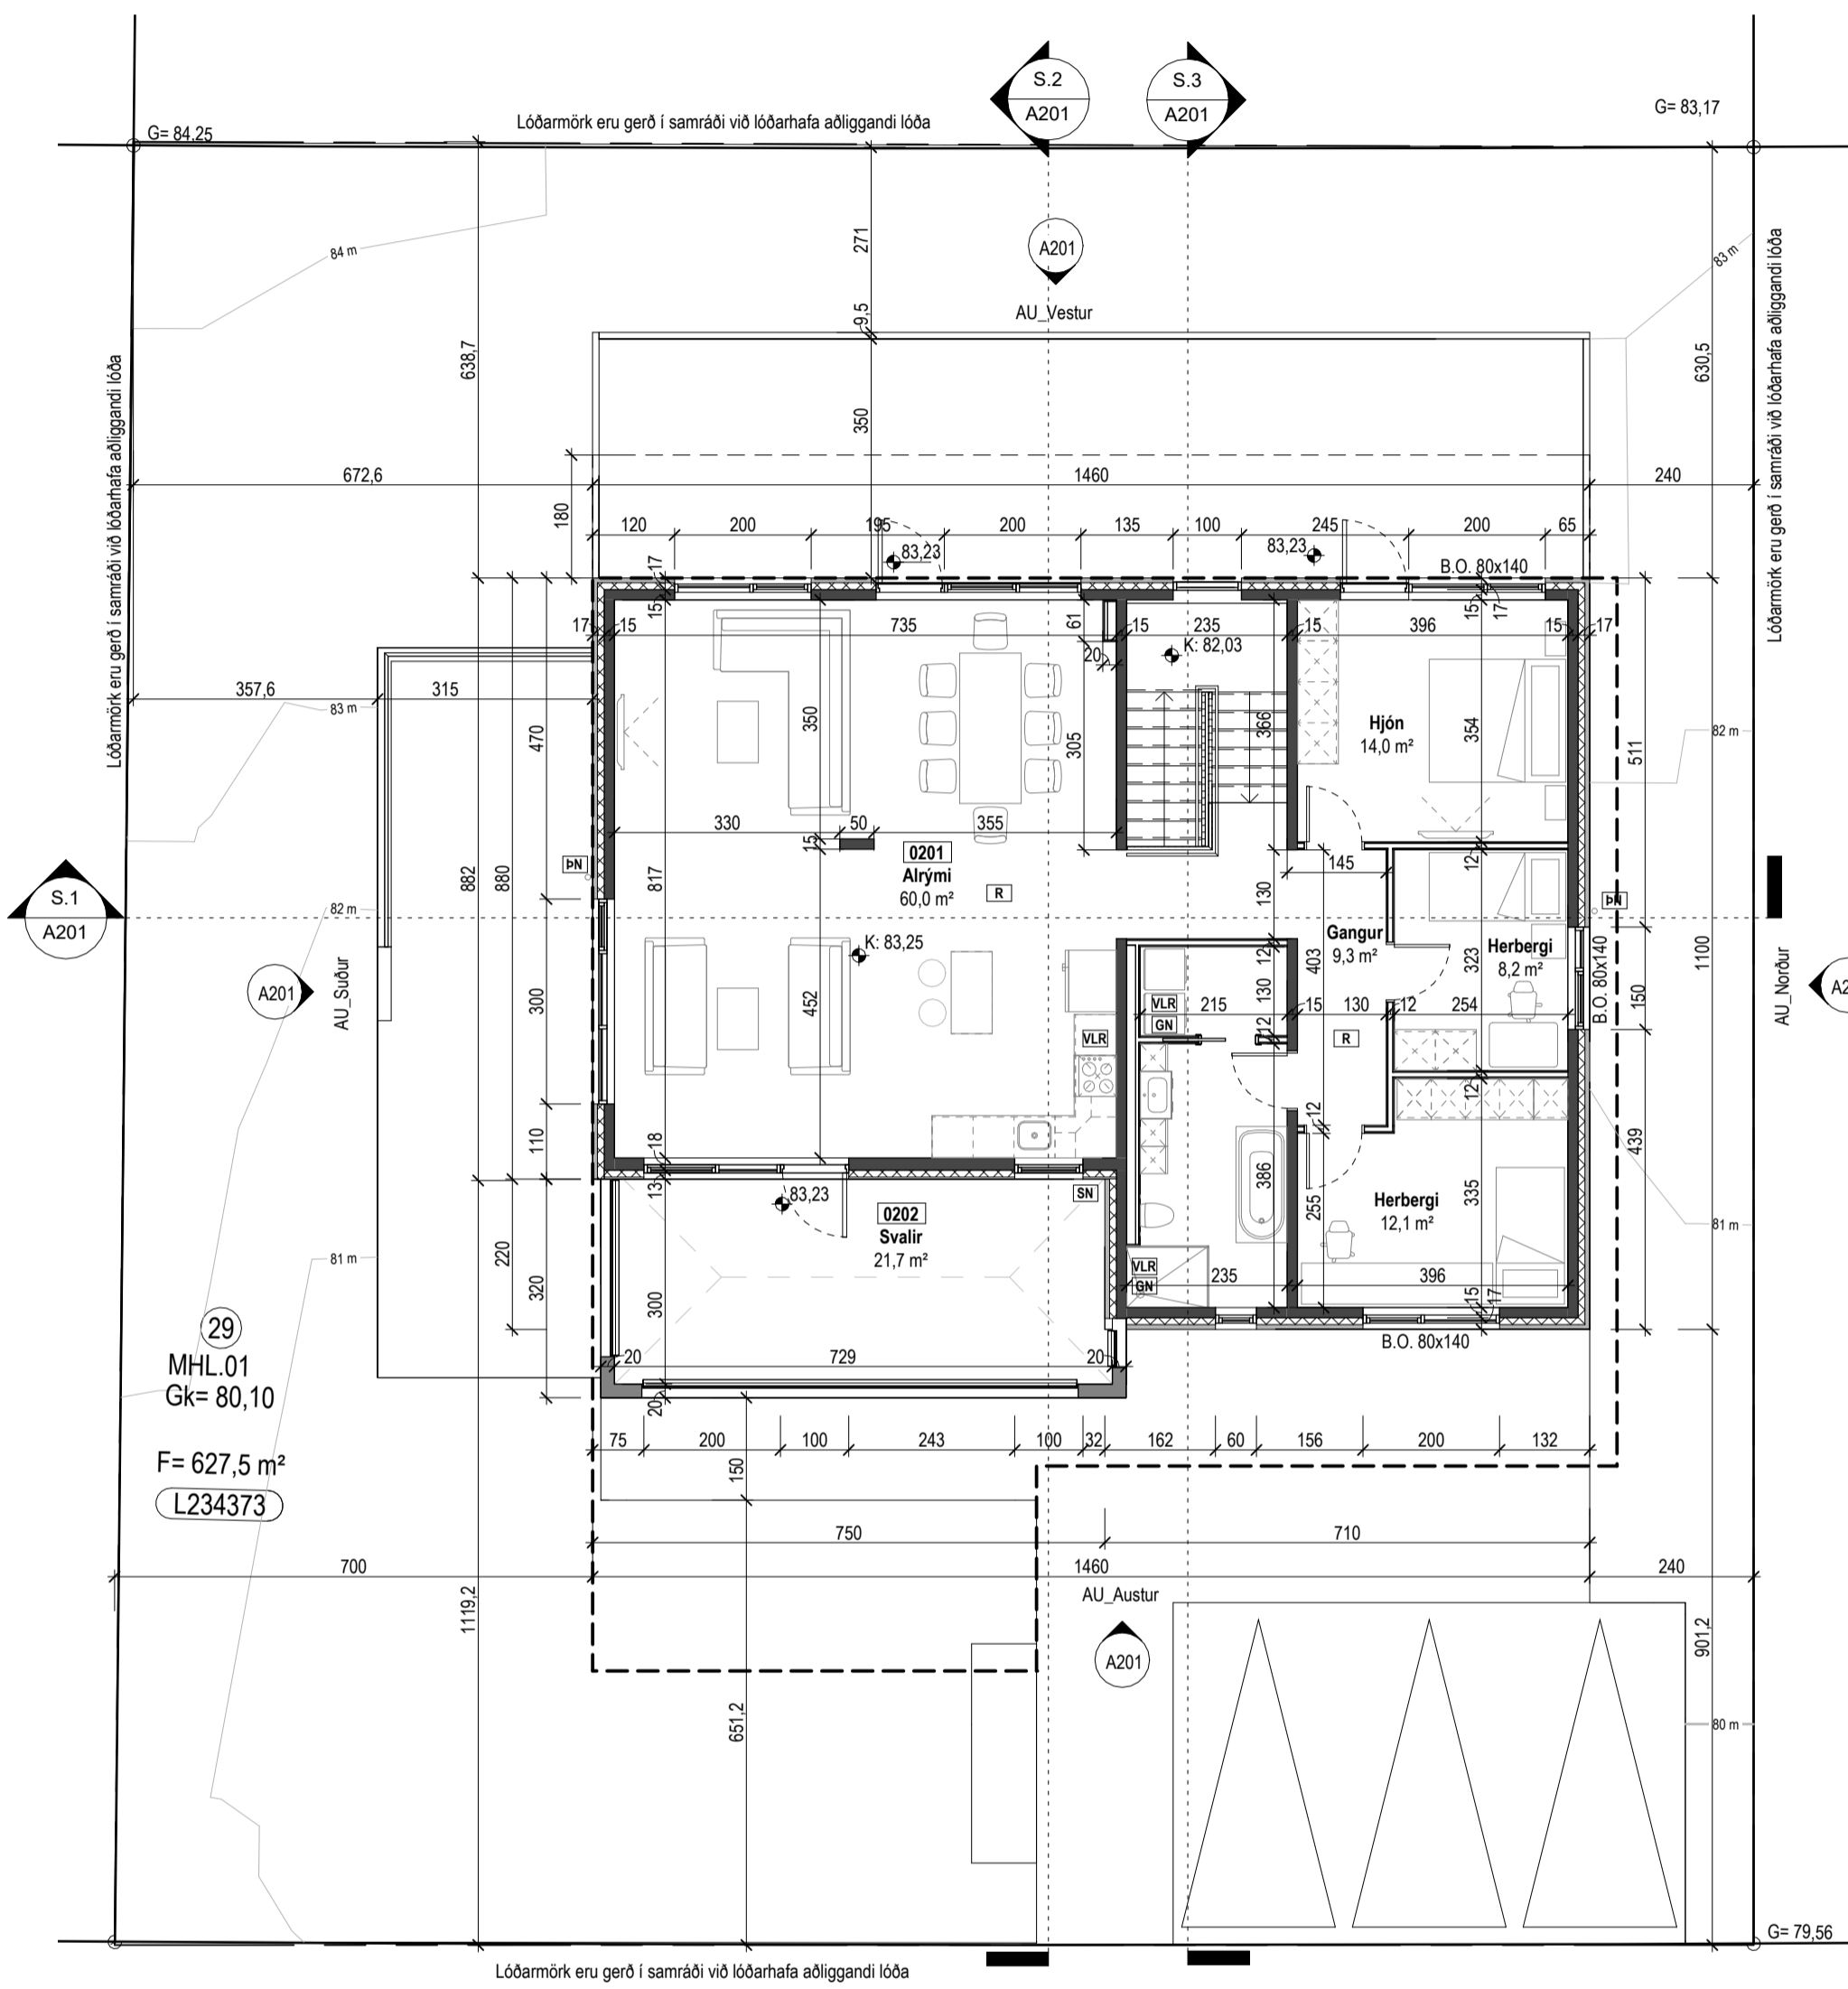 S.2
A201
S.3
A201
G= 84,25
Lóðarmörk eru gerð í samráði við lóðarhafa aðliggandi lóða
G= 83,17
84 m
271
A201
83 m
Lóðarmörk eru gerð í samráði við lóðarhafa aðliggandi lóða
Lóðarmörk eru gerð í samráði við lóðarhafa aðliggandi lóða
9,5
AU_Vestur
638,7
630,5
350
672,6
1460
240
180
120
200
195
200
135
100
245
200
65
83,23
83,23
B.O. 80x140
17
15
15
17
17
15
735
61
15
235
15
396
15
17
20
K: 82,03
357,6
315
83 m
470
350
305
366
Hjón
14,0 m²
354
82 m
511
330
50
355
15
0201
Alrými
60,0 m²
R
ÞN
882
880
817
145
12
130
S.1
A201
82 m
ÞN
Gangur
9,3 m²
403
Herbergi
8,2 m²
323
K: 83,25
1100
A201
AU_Suður
300
452
12
130
VLR
GN
215
15
130
12
254
B.O. 80x140
150
AU_Norður
A2
VLR
12
R
12
110
18
12
439
13
SN
386
255
335
83,23
0202
Svalir
21,7 m²
Herbergi
12,1 m²
81 m
81 m
220
320
300
VLR
GN
235
396
15
17
29
MHL.01
Gk= 80,10
20
729
20
B.O. 80x140
20
F= 627,5 m²
L234373
75
200
100
243
100
32
162
60
156
200
132
150
750
710
700
1460
240
AU_Austur
A201
1119,2
901,2
651,2
80 m
G= 79,56
Lóðarmörk eru gerð í samráði við lóðarhafa aðliggandi lóða